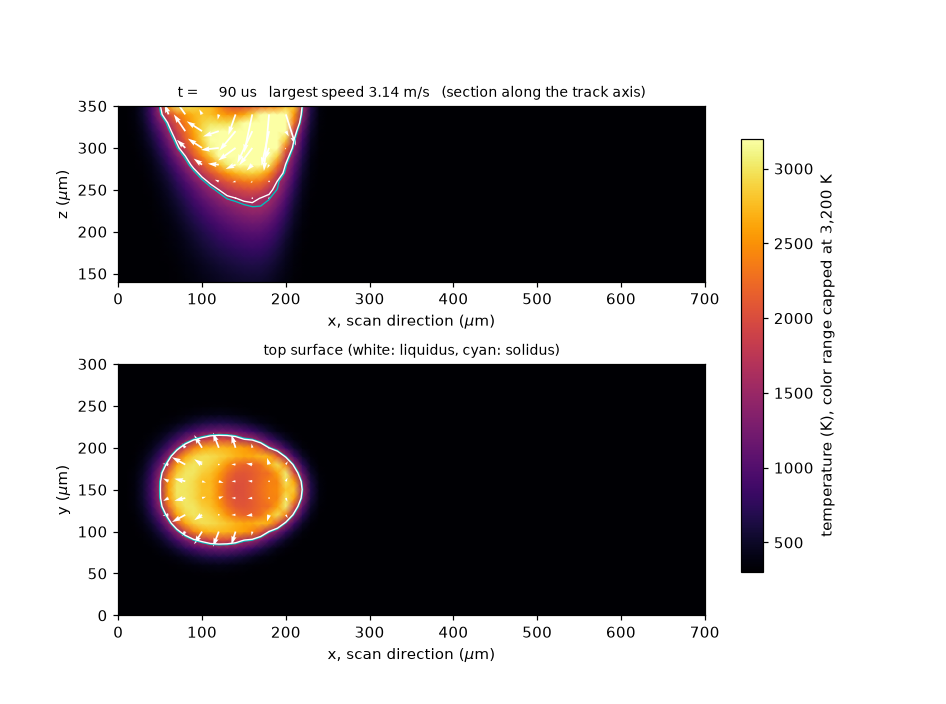 t =     90 us   largest speed 3.14 m/s   (section along the track axis)
350
300
250
200
150
z (μm)
0 100 200 300 400 500 600 700
x, scan direction (μm)
top surface (white: liquidus, cyan: solidus)
300
250
200
150
100
50
0
y (μm)
0 100 200 300 400 500 600 700
x, scan direction (μm)
3000
2500
2000
1500
1000
500
temperature (K), color range capped at 3,200 K